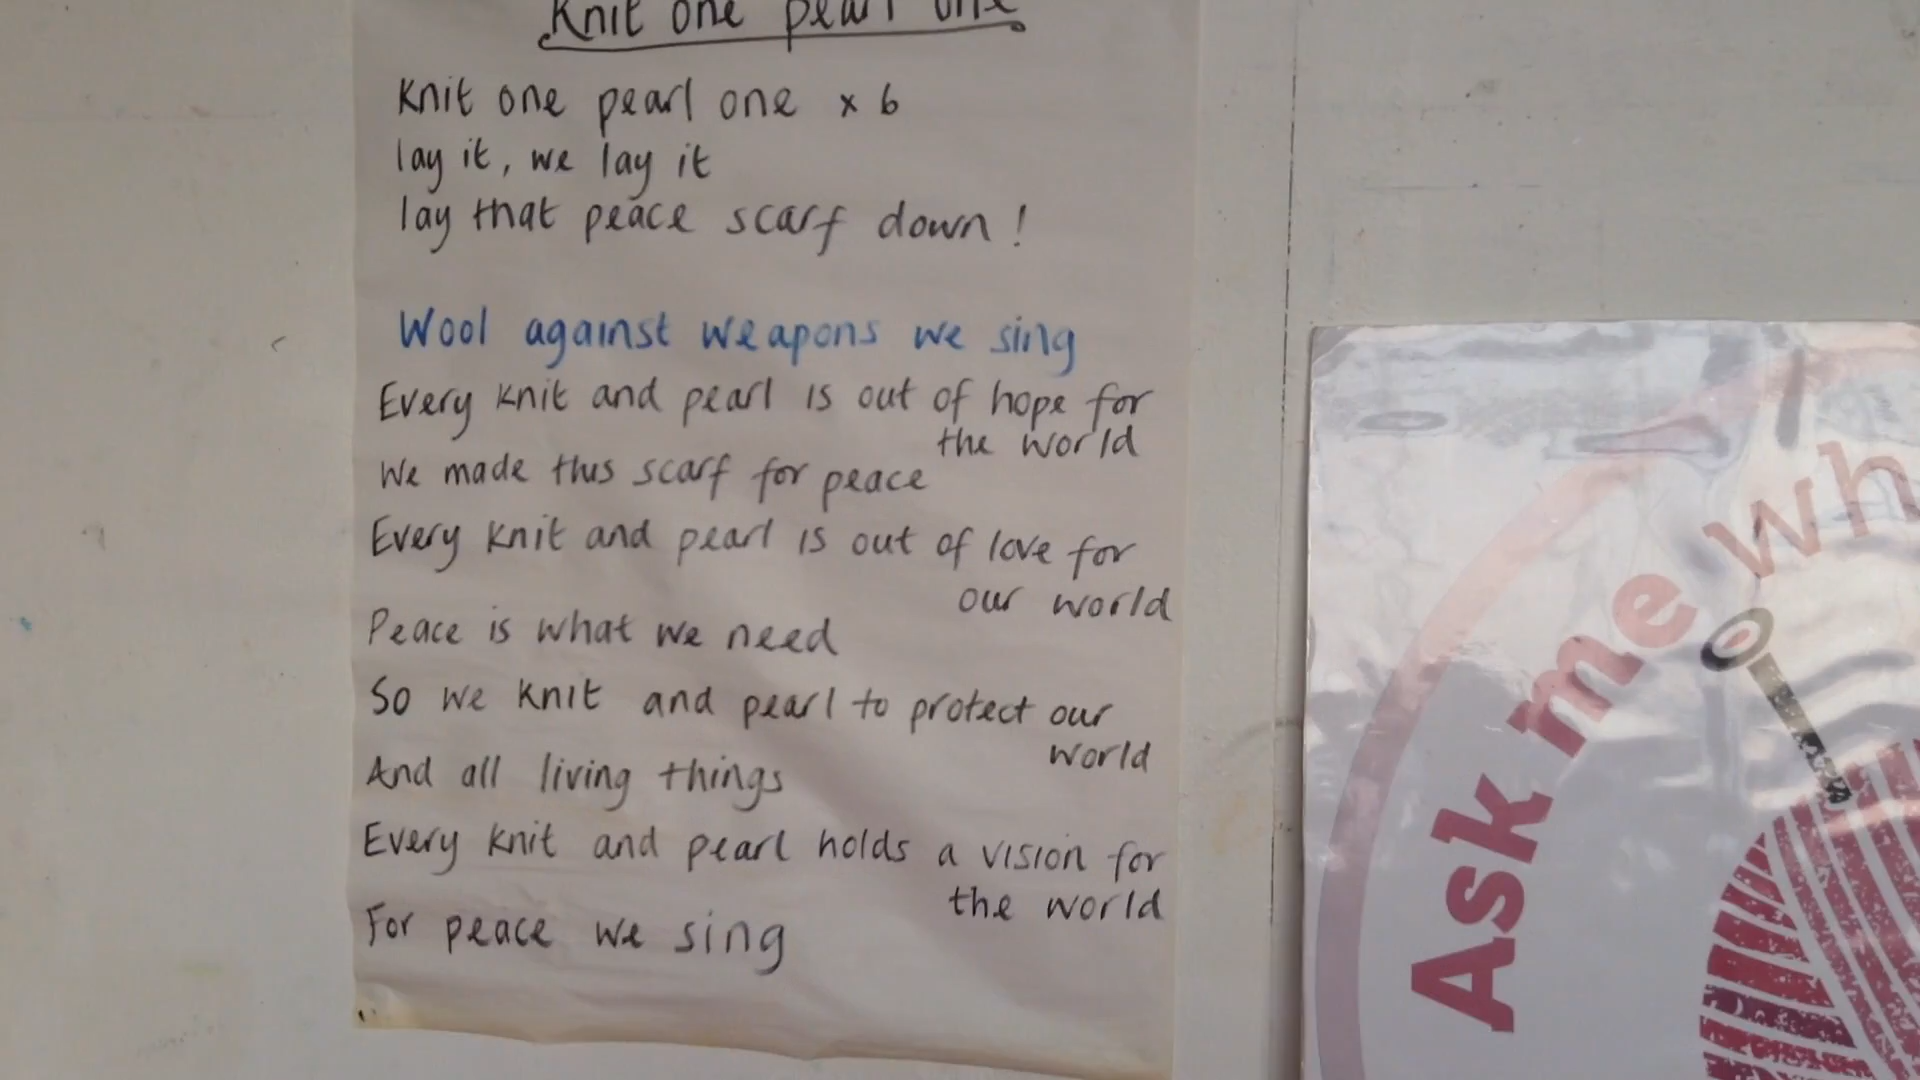 Knit one pearl one
Knit one pearl one x 6
lay it, we lay it
lay that peace scarf down!
Wool against weapons we sing
Every knit and pearl is out of hope for
the world
We made this scarf for peace
Every knit and pearl is out of love for
our world
Peace is what we need
So we knit and pearl to protect our
world
And all living things
Every knit and pearl holds a vision for
the world
For peace we sing
Ask me wh